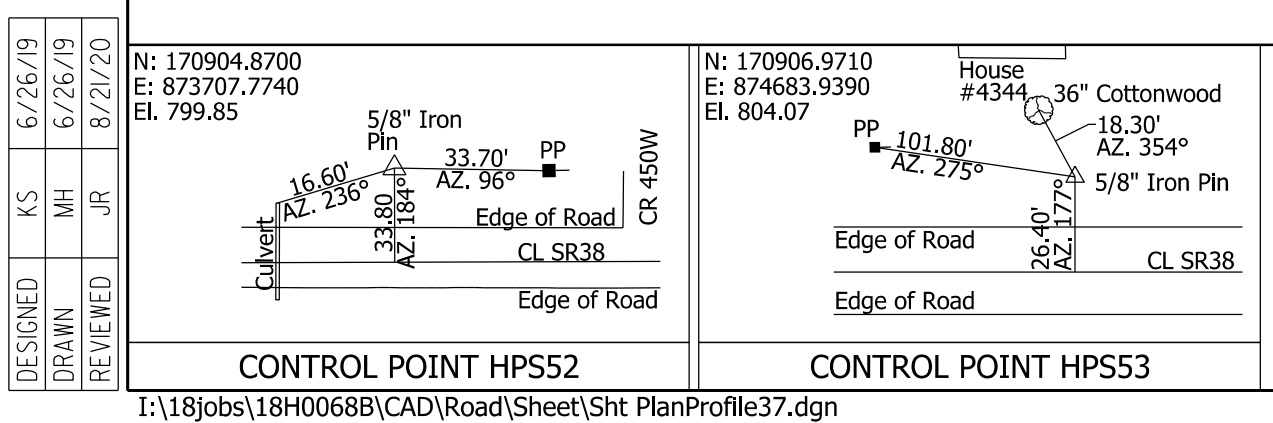 DESIGNED KS 6/26/19
DRAWN MH 6/26/19
REVIEWED JR 8/21/20
N: 170904.8700
E: 873707.7740
El. 799.85
5/8" Iron
Pin
33.70'
AZ. 96°
PP
16.60'
AZ. 236°
33.80
AZ. 184°
Culvert
CR 450W
Edge of Road
CL SR38
Edge of Road
CONTROL POINT HPS52
N: 170906.9710
E: 874683.9390
El. 804.07
House
#4344
36" Cottonwood
18.30'
AZ. 354°
PP
101.80'
AZ. 275°
5/8" Iron Pin
26.40'
AZ. 177°
Edge of Road
CL SR38
Edge of Road
CONTROL POINT HPS53
I:\18jobs\18H0068B\CAD\Road\Sheet\Sht PlanProfile37.dgn